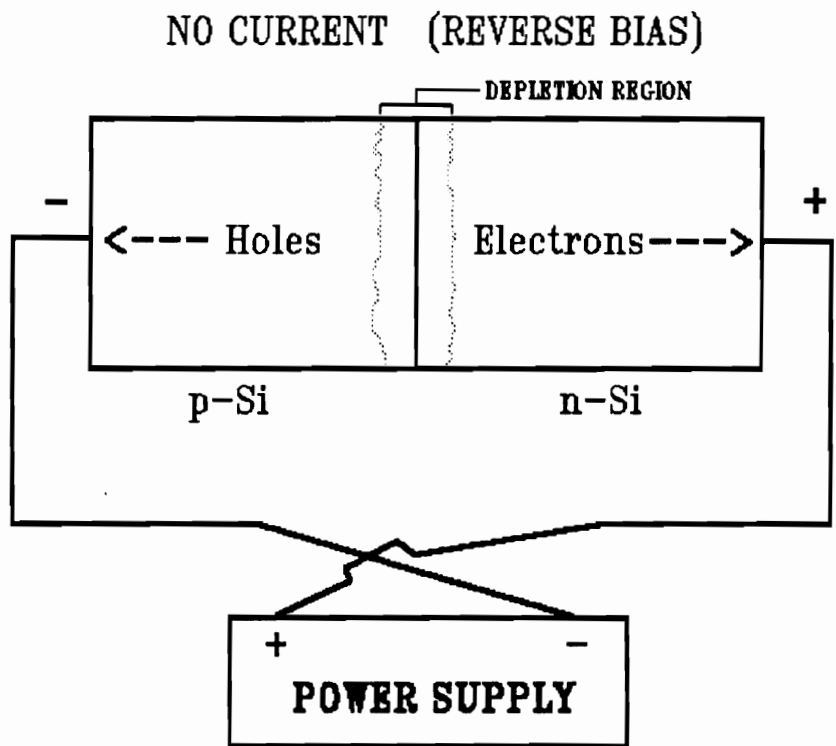 NO CURRENT (REVERSE BIAS)
DEPLETION REGION
- +
<---- Holes Electrons---->
p-Si n-Si
+ -
POWER SUPPLY